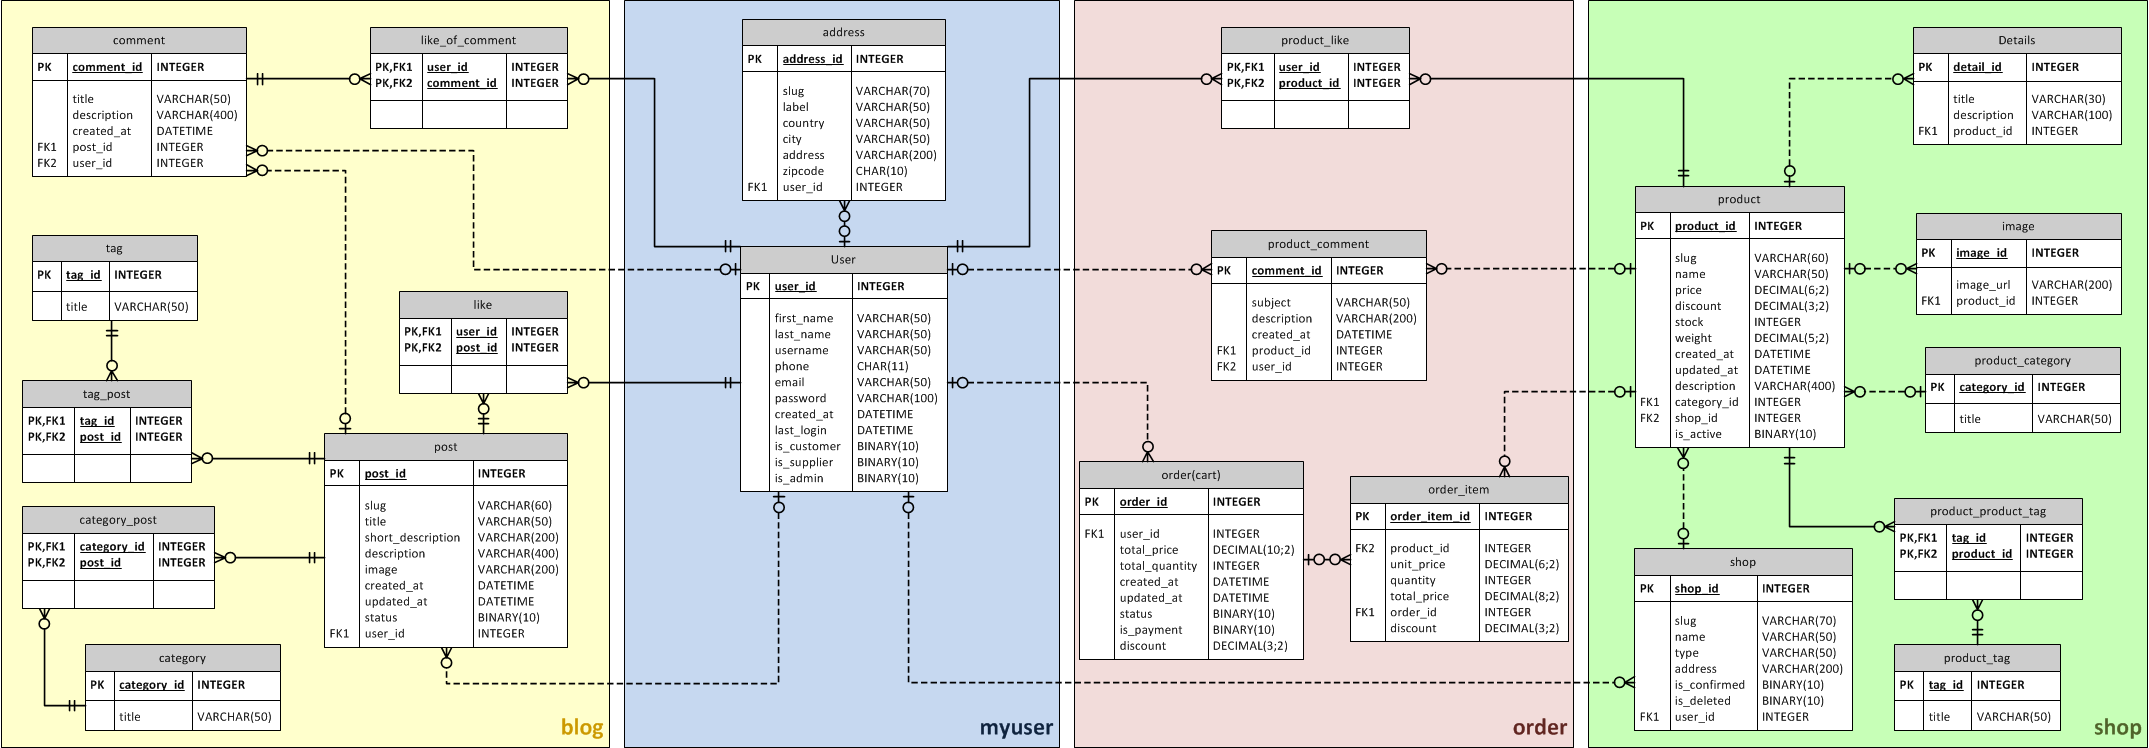 comment
PK comment_id INTEGER
title VARCHAR(50)
description VARCHAR(400)
created_at DATETIME
FK1 post_id INTEGER
FK2 user_id INTEGER
like_of_comment
PK,FK1 user_id INTEGER
PK,FK2 comment_id INTEGER
tag
PK tag_id INTEGER
title VARCHAR(50)
like
PK,FK1 user_id INTEGER
PK,FK2 post_id INTEGER
tag_post
PK,FK1 tag_id INTEGER
PK,FK2 post_id INTEGER
post
PK post_id INTEGER
slug VARCHAR(60)
title VARCHAR(50)
short_description VARCHAR(200)
description VARCHAR(400)
image VARCHAR(200)
created_at DATETIME
updated_at DATETIME
status BINARY(10)
FK1 user_id INTEGER
category_post
PK,FK1 category_id INTEGER
PK,FK2 post_id INTEGER
category
PK category_id INTEGER
title VARCHAR(50)
blog
address
PK address_id INTEGER
slug VARCHAR(70)
label VARCHAR(50)
country VARCHAR(50)
city VARCHAR(50)
address VARCHAR(200)
zipcode CHAR(10)
FK1 user_id INTEGER
User
PK user_id INTEGER
first_name VARCHAR(50)
last_name VARCHAR(50)
username VARCHAR(50)
phone CHAR(11)
email VARCHAR(50)
password VARCHAR(100)
created_at DATETIME
last_login DATETIME
is_customer BINARY(10)
is_supplier BINARY(10)
is_admin BINARY(10)
myuser
product_like
PK,FK1 user_id INTEGER
PK,FK2 product_id INTEGER
product_comment
PK comment_id INTEGER
subject VARCHAR(50)
description VARCHAR(200)
created_at DATETIME
FK1 product_id INTEGER
FK2 user_id INTEGER
order(cart)
PK order_id INTEGER
FK1 user_id INTEGER
total_price DECIMAL(10;2)
total_quantity INTEGER
created_at DATETIME
updated_at DATETIME
status BINARY(10)
is_payment BINARY(10)
discount DECIMAL(3;2)
order_item
PK order_item_id INTEGER
FK2 product_id INTEGER
unit_price DECIMAL(6;2)
quantity INTEGER
total_price DECIMAL(8;2)
FK1 order_id INTEGER
discount DECIMAL(3;2)
order
Details
PK detail_id INTEGER
title VARCHAR(30)
description VARCHAR(100)
FK1 product_id INTEGER
product
PK product_id INTEGER
slug VARCHAR(60)
name VARCHAR(50)
price DECIMAL(6;2)
discount DECIMAL(3;2)
stock INTEGER
weight DECIMAL(5;2)
created_at DATETIME
updated_at DATETIME
description VARCHAR(400)
FK1 category_id INTEGER
FK2 shop_id INTEGER
is_active BINARY(10)
image
PK image_id INTEGER
image_url VARCHAR(200)
FK1 product_id INTEGER
product_category
PK category_id INTEGER
title VARCHAR(50)
product_product_tag
PK,FK1 tag_id INTEGER
PK,FK2 product_id INTEGER
shop
PK shop_id INTEGER
slug VARCHAR(70)
name VARCHAR(50)
type VARCHAR(50)
address VARCHAR(200)
is_confirmed BINARY(10)
is_deleted BINARY(10)
FK1 user_id INTEGER
product_tag
PK tag_id INTEGER
title VARCHAR(50)
shop